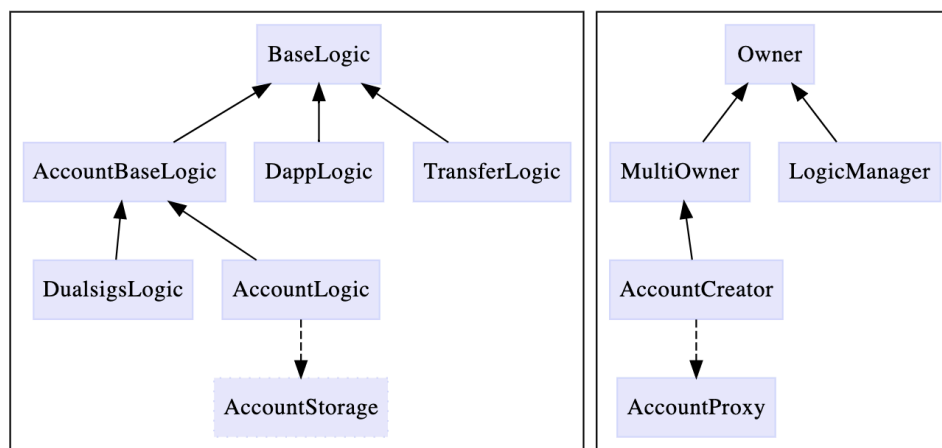 BaseLogic
AccountBaseLogic
DappLogic
TransferLogic
DualsigsLogic
AccountLogic
AccountStorage
Owner
MultiOwner
LogicManager
AccountCreator
AccountProxy